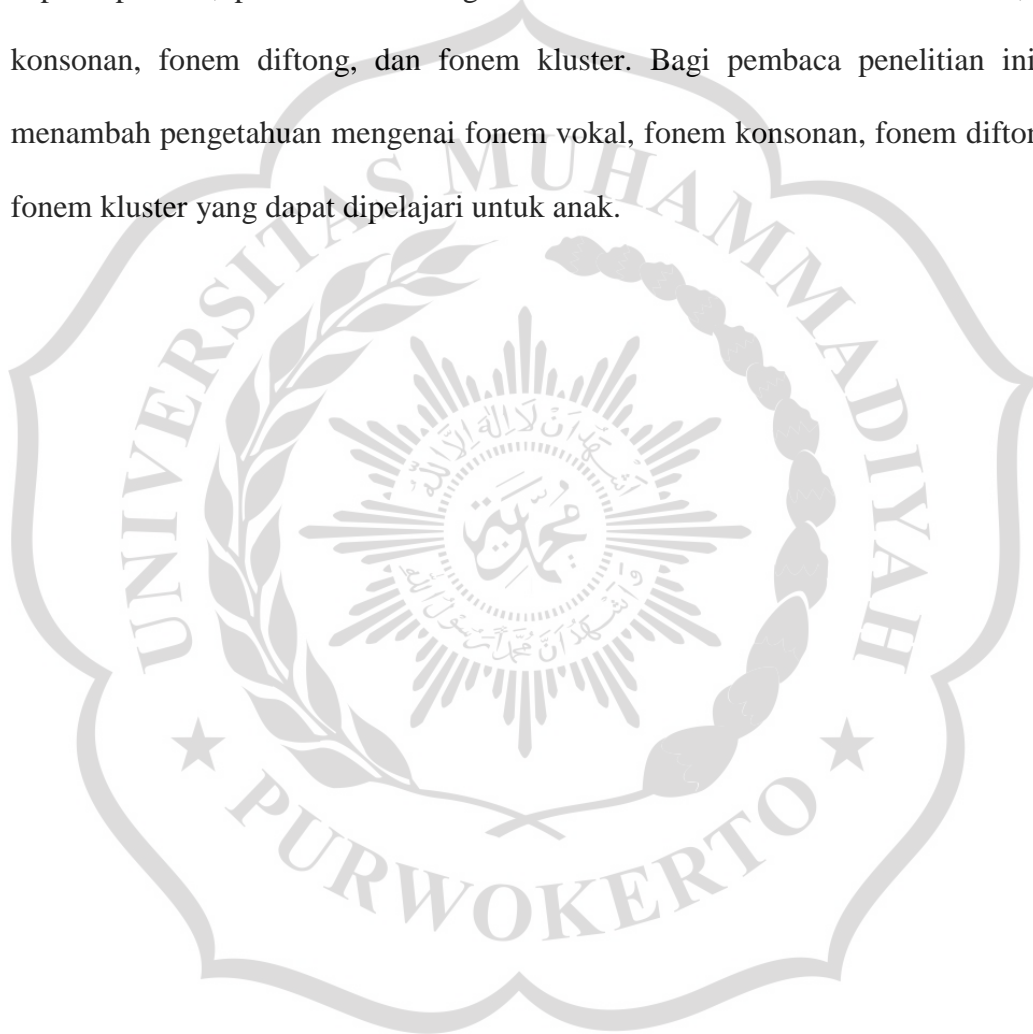 konsonan, fonem diftong, dan fonem kluster. Bagi pembaca penelitian ini
menambah pengetahuan mengenai fonem vokal, fonem konsonan, fonem difton
fonem kluster yang dapat dipelajari untuk anak.
UNIVERSITAS MUHAMMADIYAH
PURWOKERTO